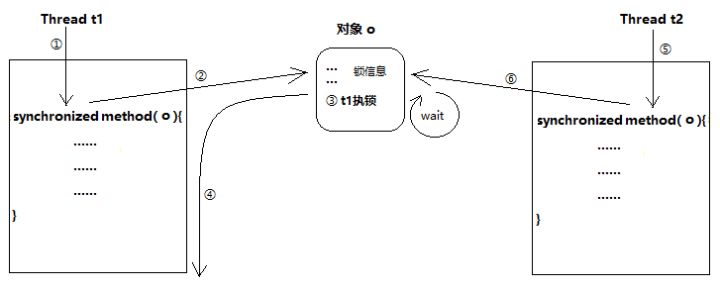 Thread t1
Thread t2
对象 o
①
②
③ t1执锁
④
⑤
⑥
... 锁信息
...
wait
synchronized method( o ){
......
......
......
}
synchronized method( o ){
......
......
......
}